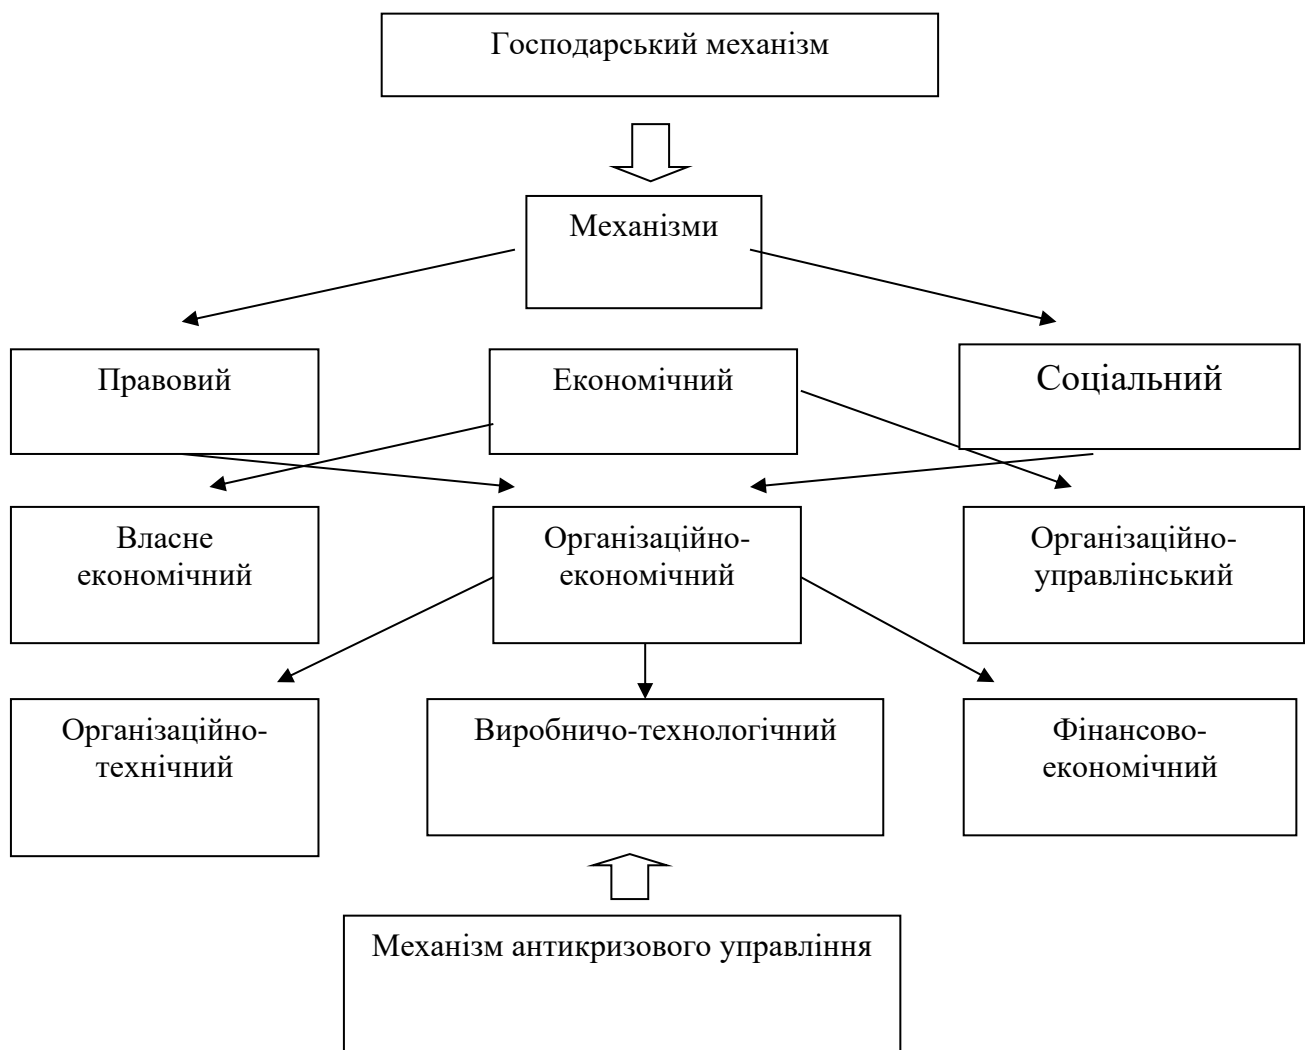 Господарський механізм
Механізми
Правовий
Економічний
Соціальний
Власне
економічний
Організаційно-
економічний
Організаційно-
управлінський
Організаційно-
технічний
Виробничо-технологічний
Фінансово-
економічний
Механізм антикризового управління